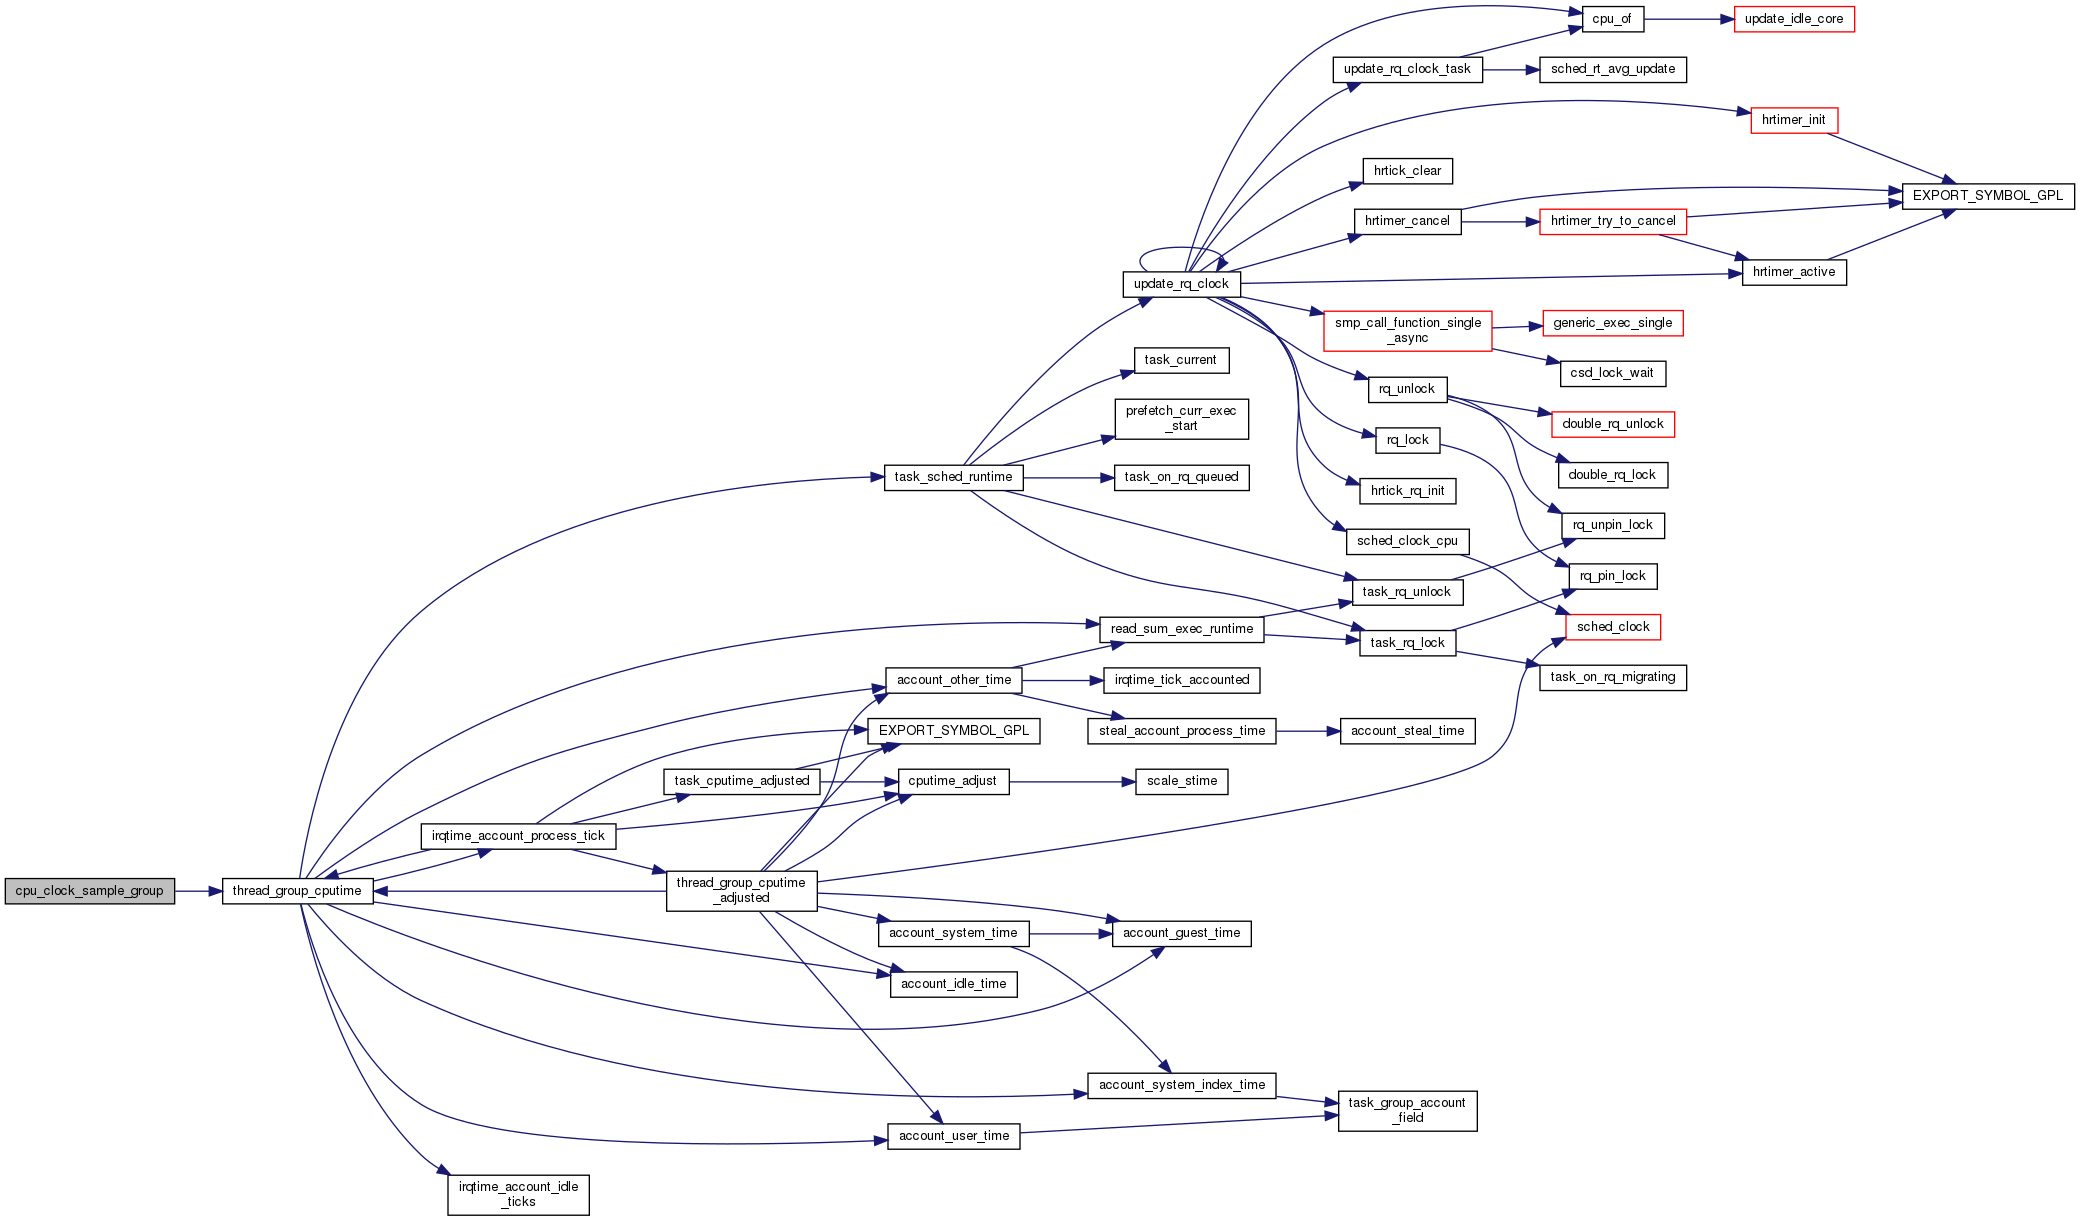 cpu_of
update_idle_core
update_rq_clock_task
sched_rt_avg_update
hrtimer_init
hrtick_clear
EXPORT_SYMBOL_GPL
hrtimer_cancel
hrtimer_try_to_cancel
hrtimer_active
update_rq_clock
smp_call_function_single
_async
generic_exec_single
csd_lock_wait
task_current
rq_unlock
prefetch_curr_exec
_start
double_rq_unlock
rq_lock
task_sched_runtime
task_on_rq_queued
double_rq_lock
hrtick_rq_init
rq_unpin_lock
sched_clock_cpu
rq_pin_lock
task_rq_unlock
read_sum_exec_runtime
sched_clock
task_rq_lock
account_other_time
irqtime_tick_accounted
task_on_rq_migrating
EXPORT_SYMBOL_GPL
steal_account_process_time
account_steal_time
task_cputime_adjusted
cputime_adjust
scale_stime
irqtime_account_process_tick
cpu_clock_sample_group
thread_group_cputime
thread_group_cputime
_adjusted
account_system_time
account_guest_time
account_idle_time
account_system_index_time
task_group_account
_field
account_user_time
irqtime_account_idle
_ticks